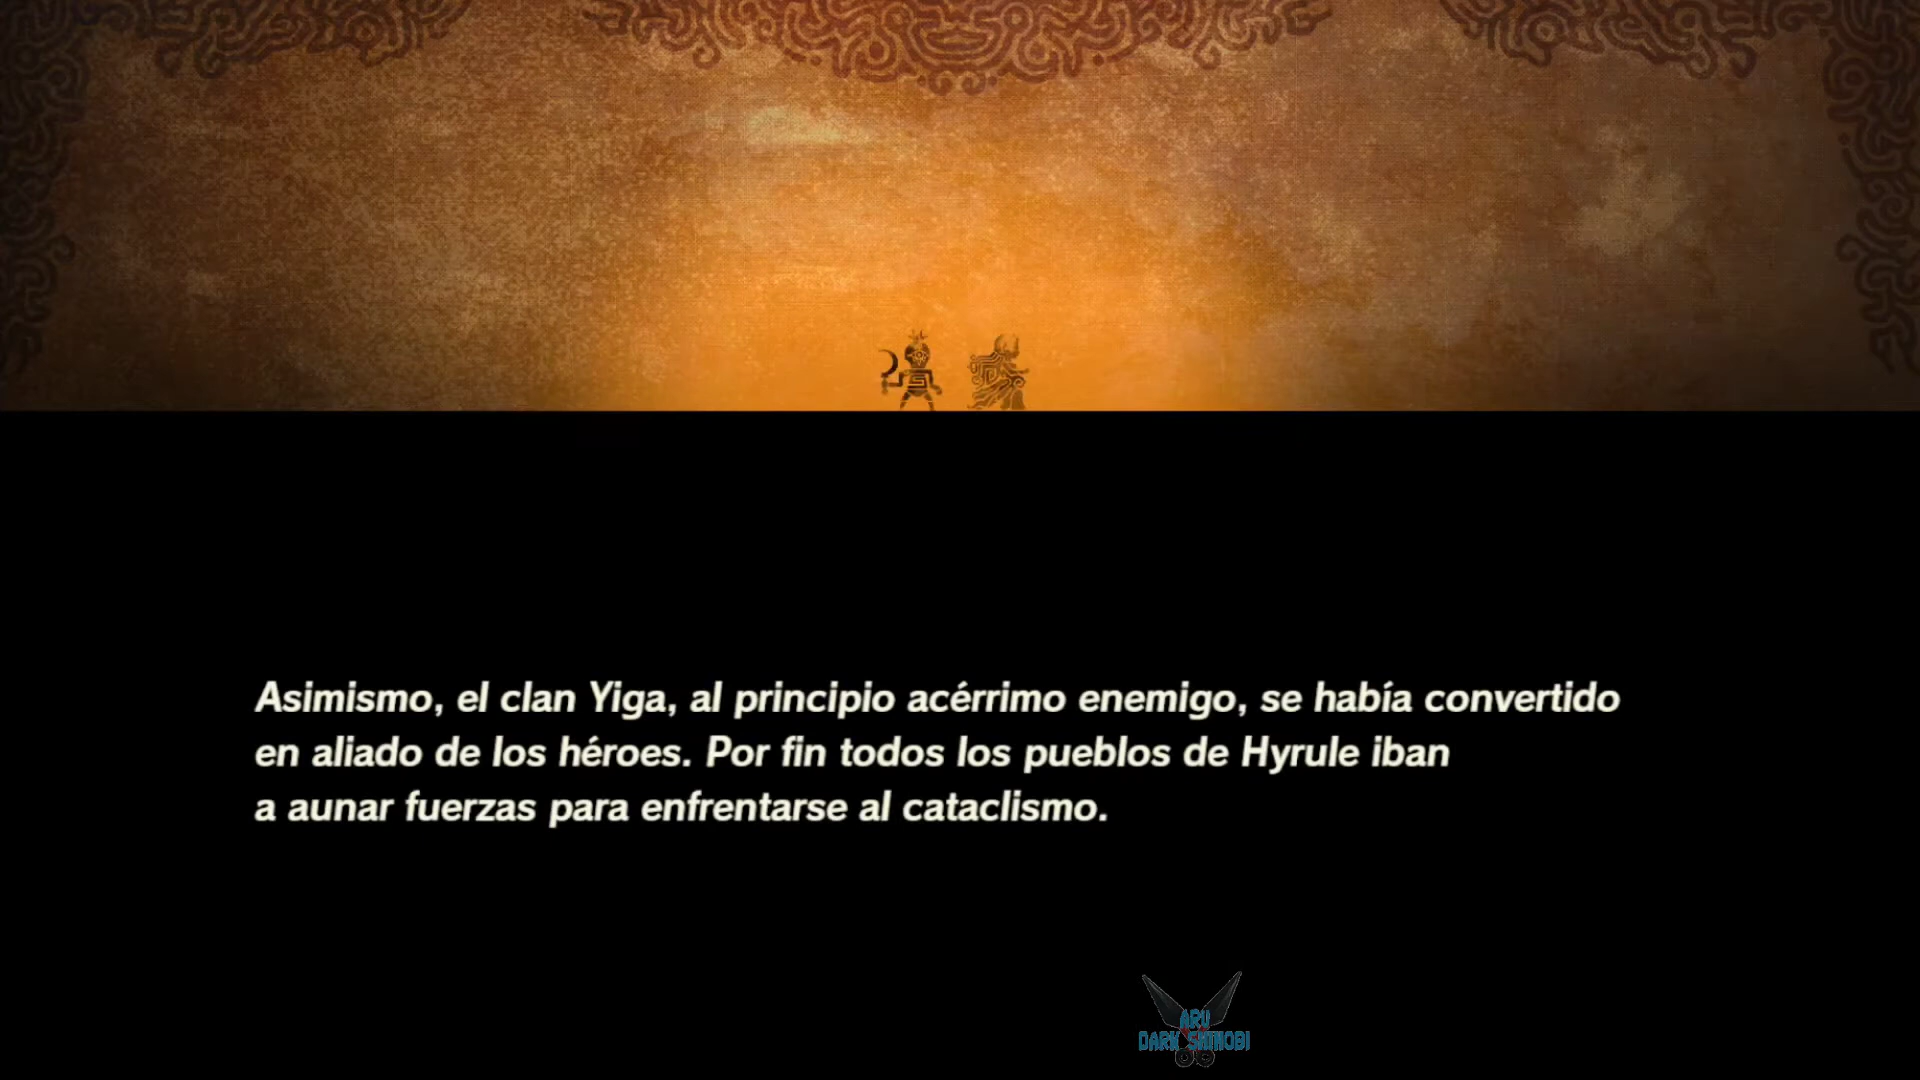 Asimismo, el clan Yiga, al principio acérrimo enemigo, se había convertido
en aliado de los héroes. Por fin todos los pueblos de Hyrule iban
a aunar fuerzas para enfrentarse al cataclismo.
ARU
DARK SHINOBI